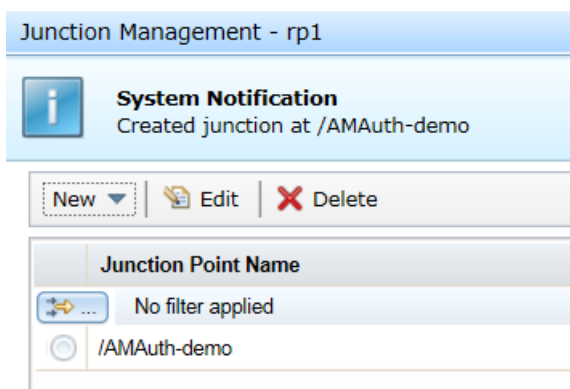 Junction Management - rp1
System Notification
Created junction at /AMAuth-demo
New Edit Delete
Junction Point Name
... No filter applied
/AMAuth-demo